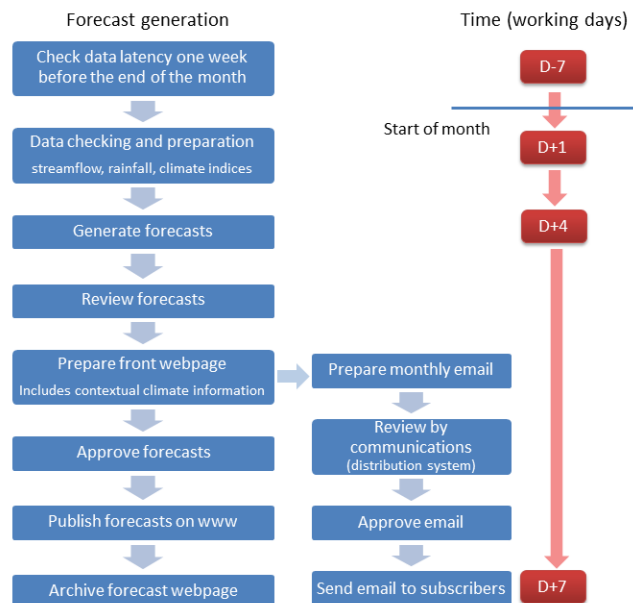 Forecast generation
Time (working days)
Check data latency one week
before the end of the month
D-7
Start of month
Data checking and preparation
streamflow, rainfall, climate indices
D+1
Generate forecasts
D+4
Review forecasts
Prepare front webpage
Includes contextual climate information
Prepare monthly email
Approve forecasts
Review by
communications
(distribution system)
Publish forecasts on www
Approve email
Archive forecast webpage
Send email to subscribers
D+7